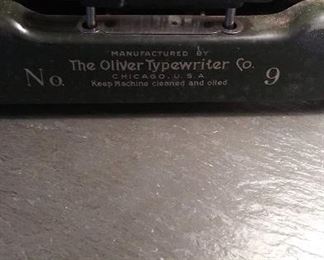 MANUFACTURED BY
The Oliver Typewriter Co.
CHICAGO, U.S.A
Keep Machine cleaned and oiled
No. 9